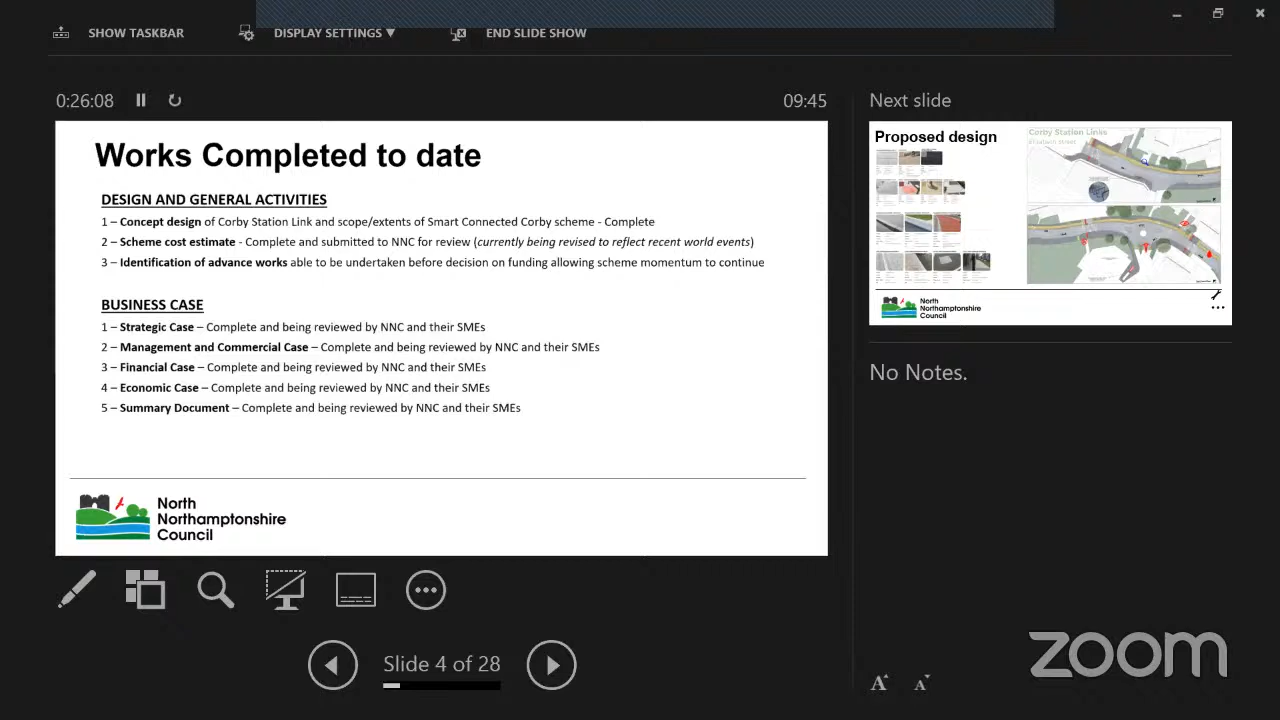 SHOW TASKBAR
DISPLAY SETTINGS ▼
END SLIDE SHOW
0:26:08
09:45
Next slide
Works Completed to date
DESIGN AND GENERAL ACTIVITIES
1 – Concept design of Corby Station Link and scope/extents of Smart Connected Corby scheme - Complete
2 – Scheme cost estimate - Complete and submitted to NNC for review (currently being revised to reflect recent world events)
3 – Identification of advance works able to be undertaken before decision on funding allowing scheme momentum to continue
BUSINESS CASE
1 – Strategic Case – Complete and being reviewed by NNC and their SMEs
2 – Management and Commercial Case – Complete and being reviewed by NNC and their SMEs
3 – Financial Case – Complete and being reviewed by NNC and their SMEs
4 – Economic Case – Complete and being reviewed by NNC and their SMEs
5 – Summary Document – Complete and being reviewed by NNC and their SMEs
North
Northamptonshire
Council
Proposed design
Corby Station Links
Elizabeth Street
North
Northamptonshire
Council
No Notes.
Slide 4 of 28
A A
zoom